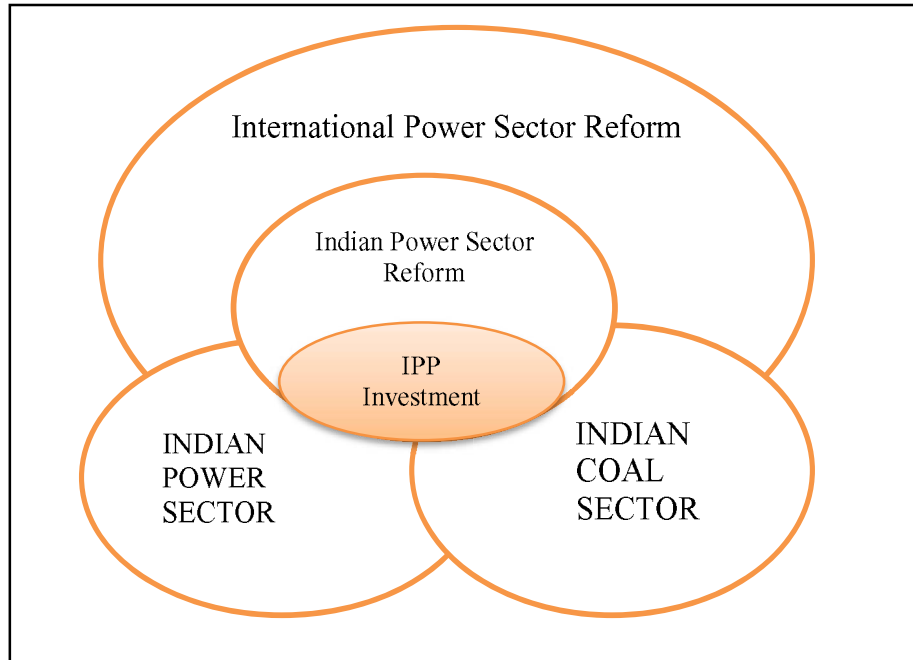 International Power Sector Reform
Indian Power Sector
Reform
IPP
Investment
INDIAN
POWER
SECTOR
INDIAN
COAL
SECTOR